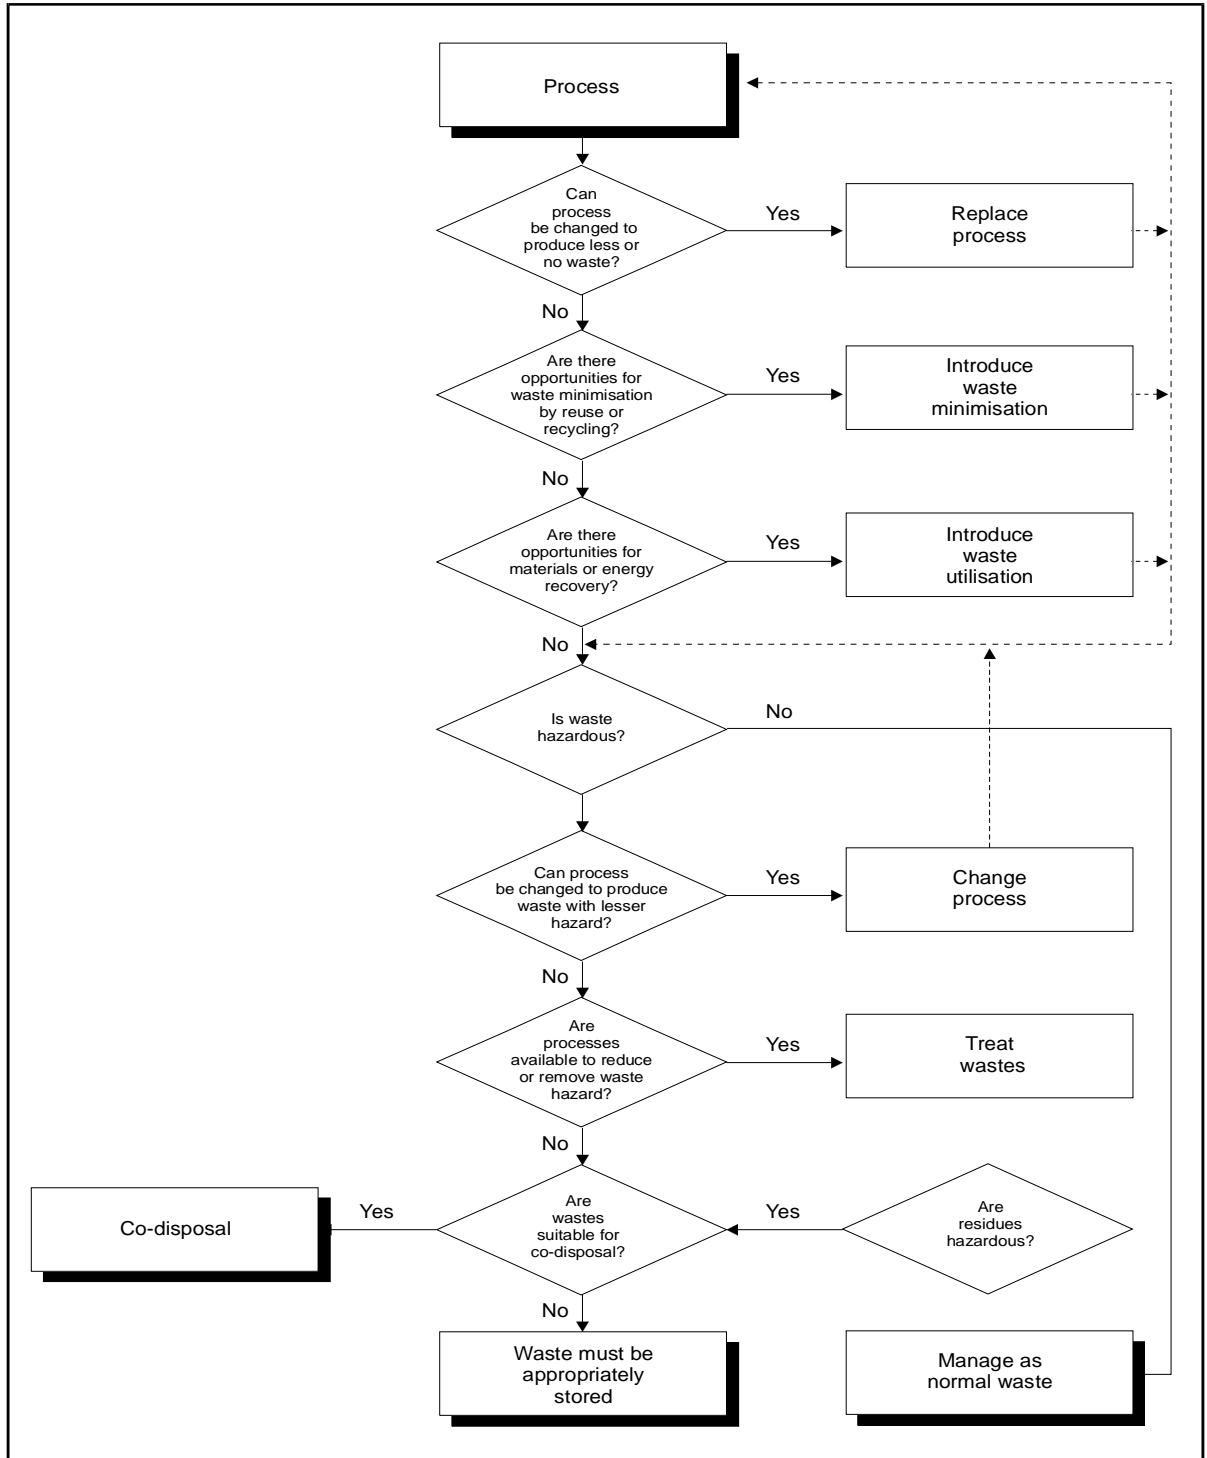 Process
Can
process
be changed to
produce less or
no waste?
Yes
Replace
process
No
Are there
opportunities for
waste minimisation
by reuse or
recycling?
Yes
Introduce
waste
minimisation
No
Are there
opportunities for
materials or energy
recovery?
Yes
Introduce
waste
utilisation
No
Is waste
hazardous?
No
Can process
be changed to produce
waste with lesser
hazard?
Yes
Change
process
No
Are
processes
available to reduce
or remove waste
hazard?
Yes
Treat
wastes
No
Co-disposal
Yes
Are
wastes
suitable for
co-disposal?
Yes
Are
residues
hazardous?
No
Waste must be
appropriately
stored
Manage as
normal waste